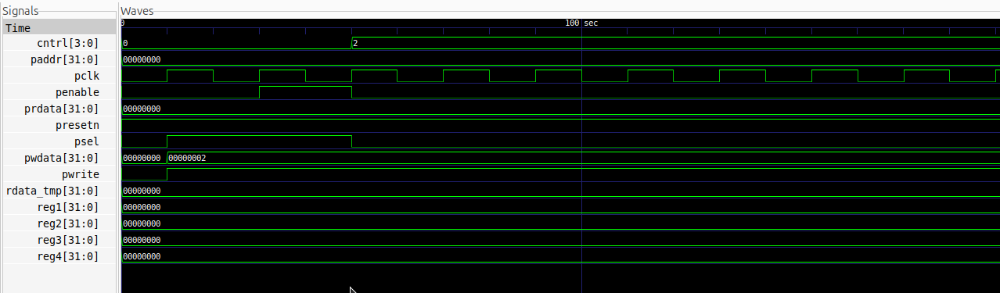 Signals
Waves
Time
0
100 sec
cntrl[3:0]
0
2
paddr[31:0]
00000000
pclk
penable
prdata[31:0]
00000000
presetn
psel
pwdata[31:0]
00000000
00000002
pwrite
rdata_tmp[31:0]
00000000
reg1[31:0]
00000000
reg2[31:0]
00000000
reg3[31:0]
00000000
reg4[31:0]
00000000